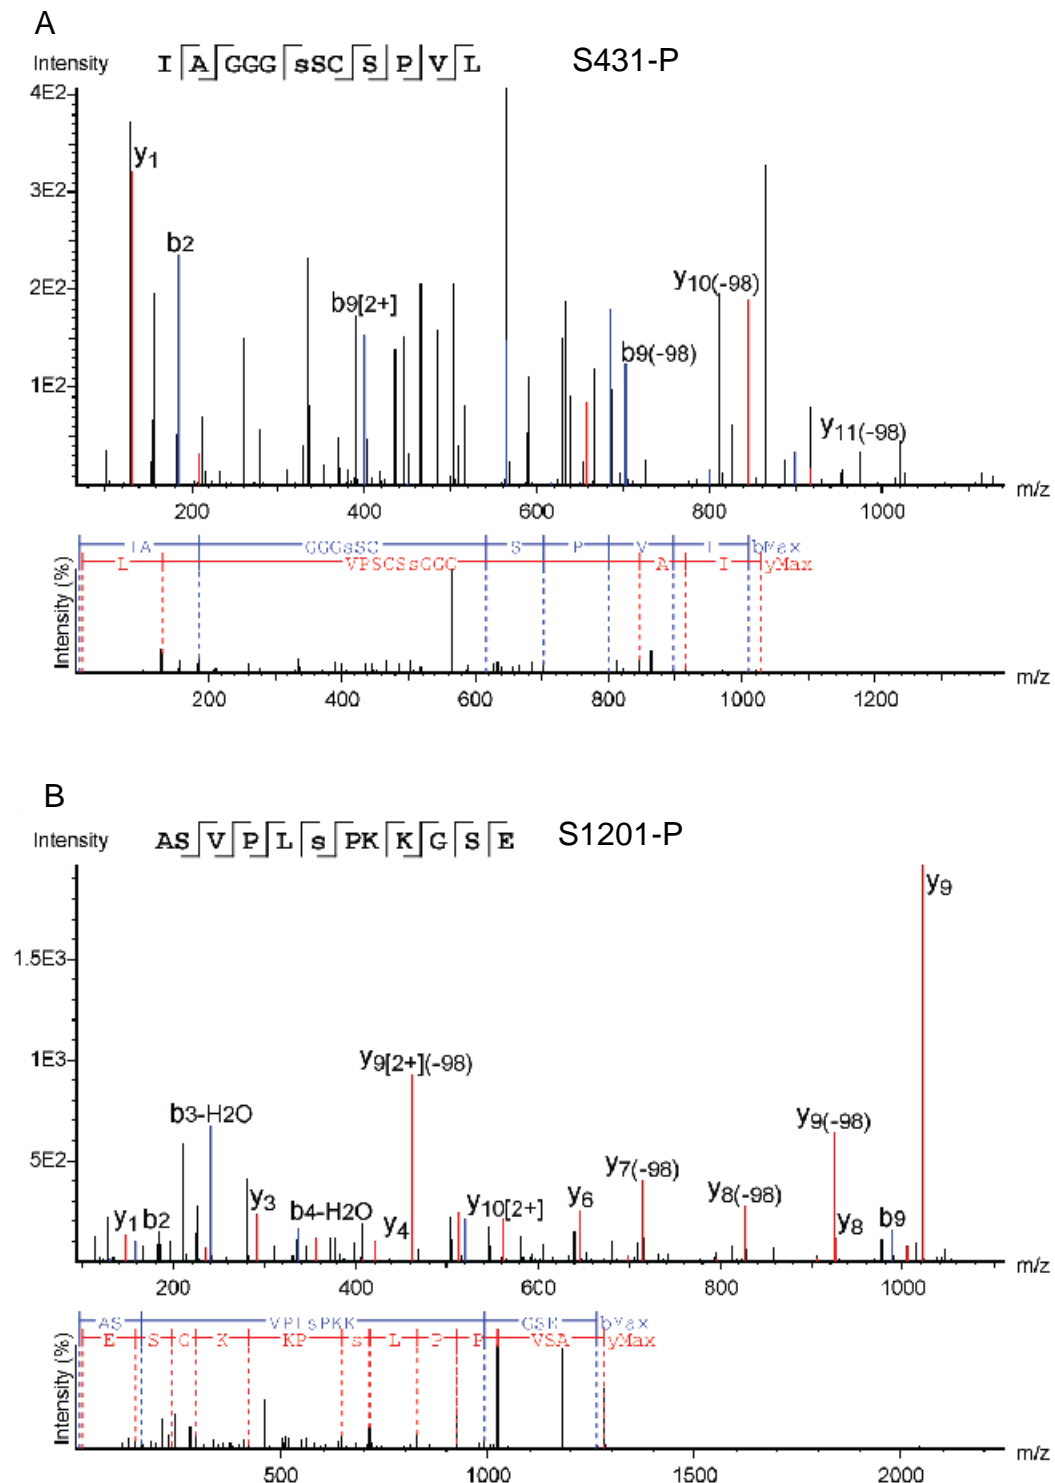 A
Intensity I A GGG sSC S P V L S431-P
4E2
y1
3E2
b2
2E2
b9[2+]
y10(-98)
b9(-98)
1E2
y11(-98)
200 400 600 800 1000 m/z
IA GGGsSC S P V bMax
L VPSCSsGGG A I yMax
Intensity (%)
200 400 600 800 1000 1200 m/z
B
Intensity AS V P L s PK K G S E S1201-P
y9
1.5E3
1E3
y9[2+](-98)
b3-H2O
y9(-98)
5E2
y7(-98)
y1 b2 y3 b4-H2O y4 y10[2+] y6 y8(-98) y8 b9
200 400 600 800 1000 m/z
AS VPLsPKK GSE bMax
E S G K KP s L P P VSA yMax
Intensity (%)
500 1000 1500 2000 m/z